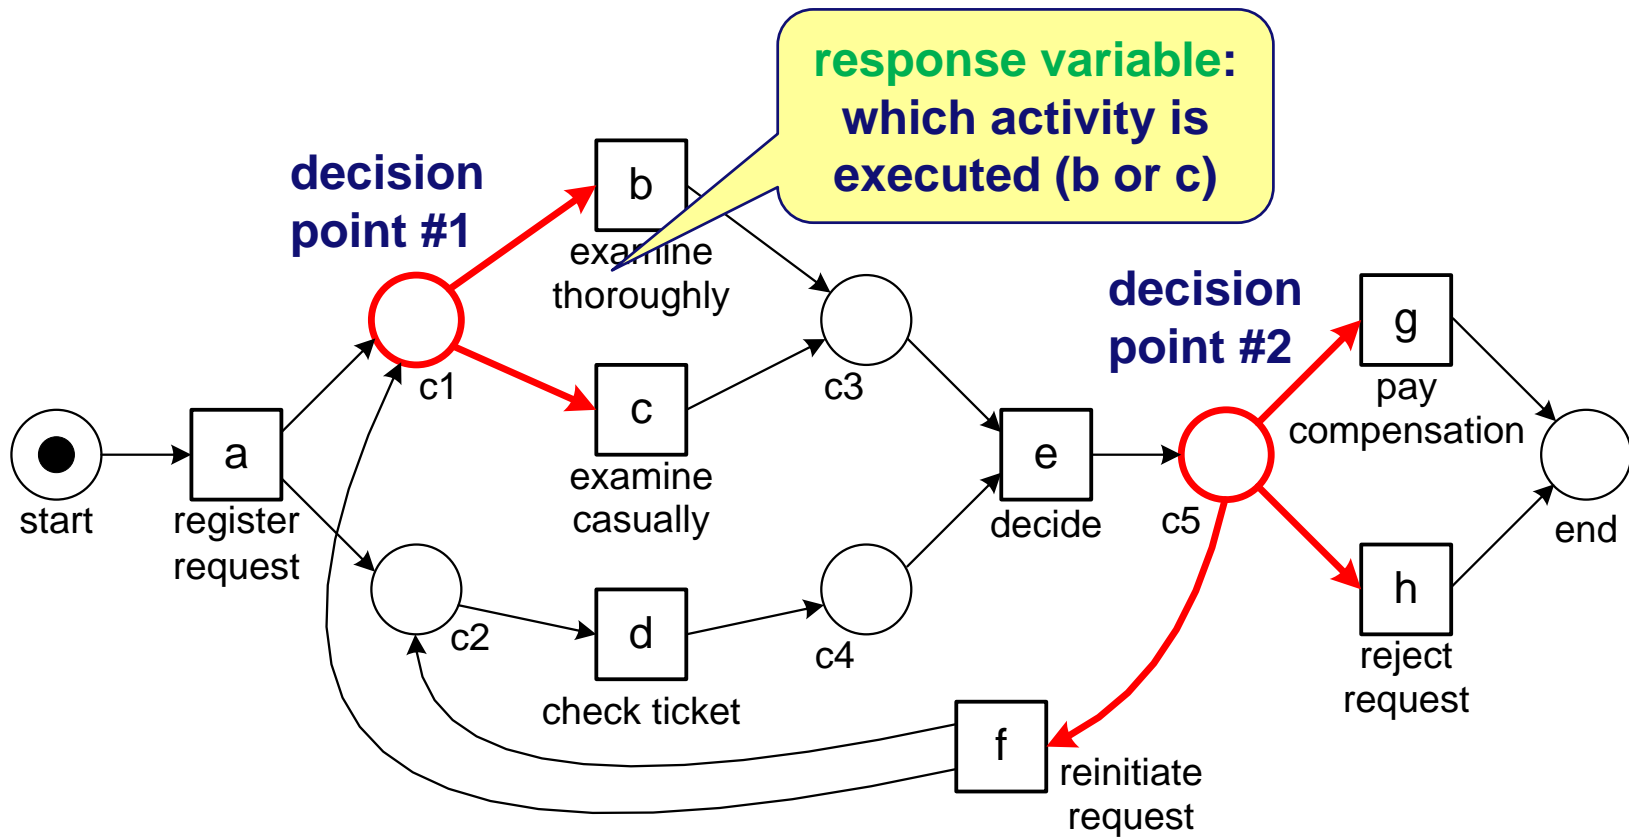 response variable:
which activity is
executed (b or c)
decision
point #1
b
examine
thoroughly
c1
c
examine
casually
c3
decision
point #2
g
pay
compensation
start
a
register
request
e
decide
c5
end
c2
d
check ticket
c4
h
reject
request
f
reinitiate
request